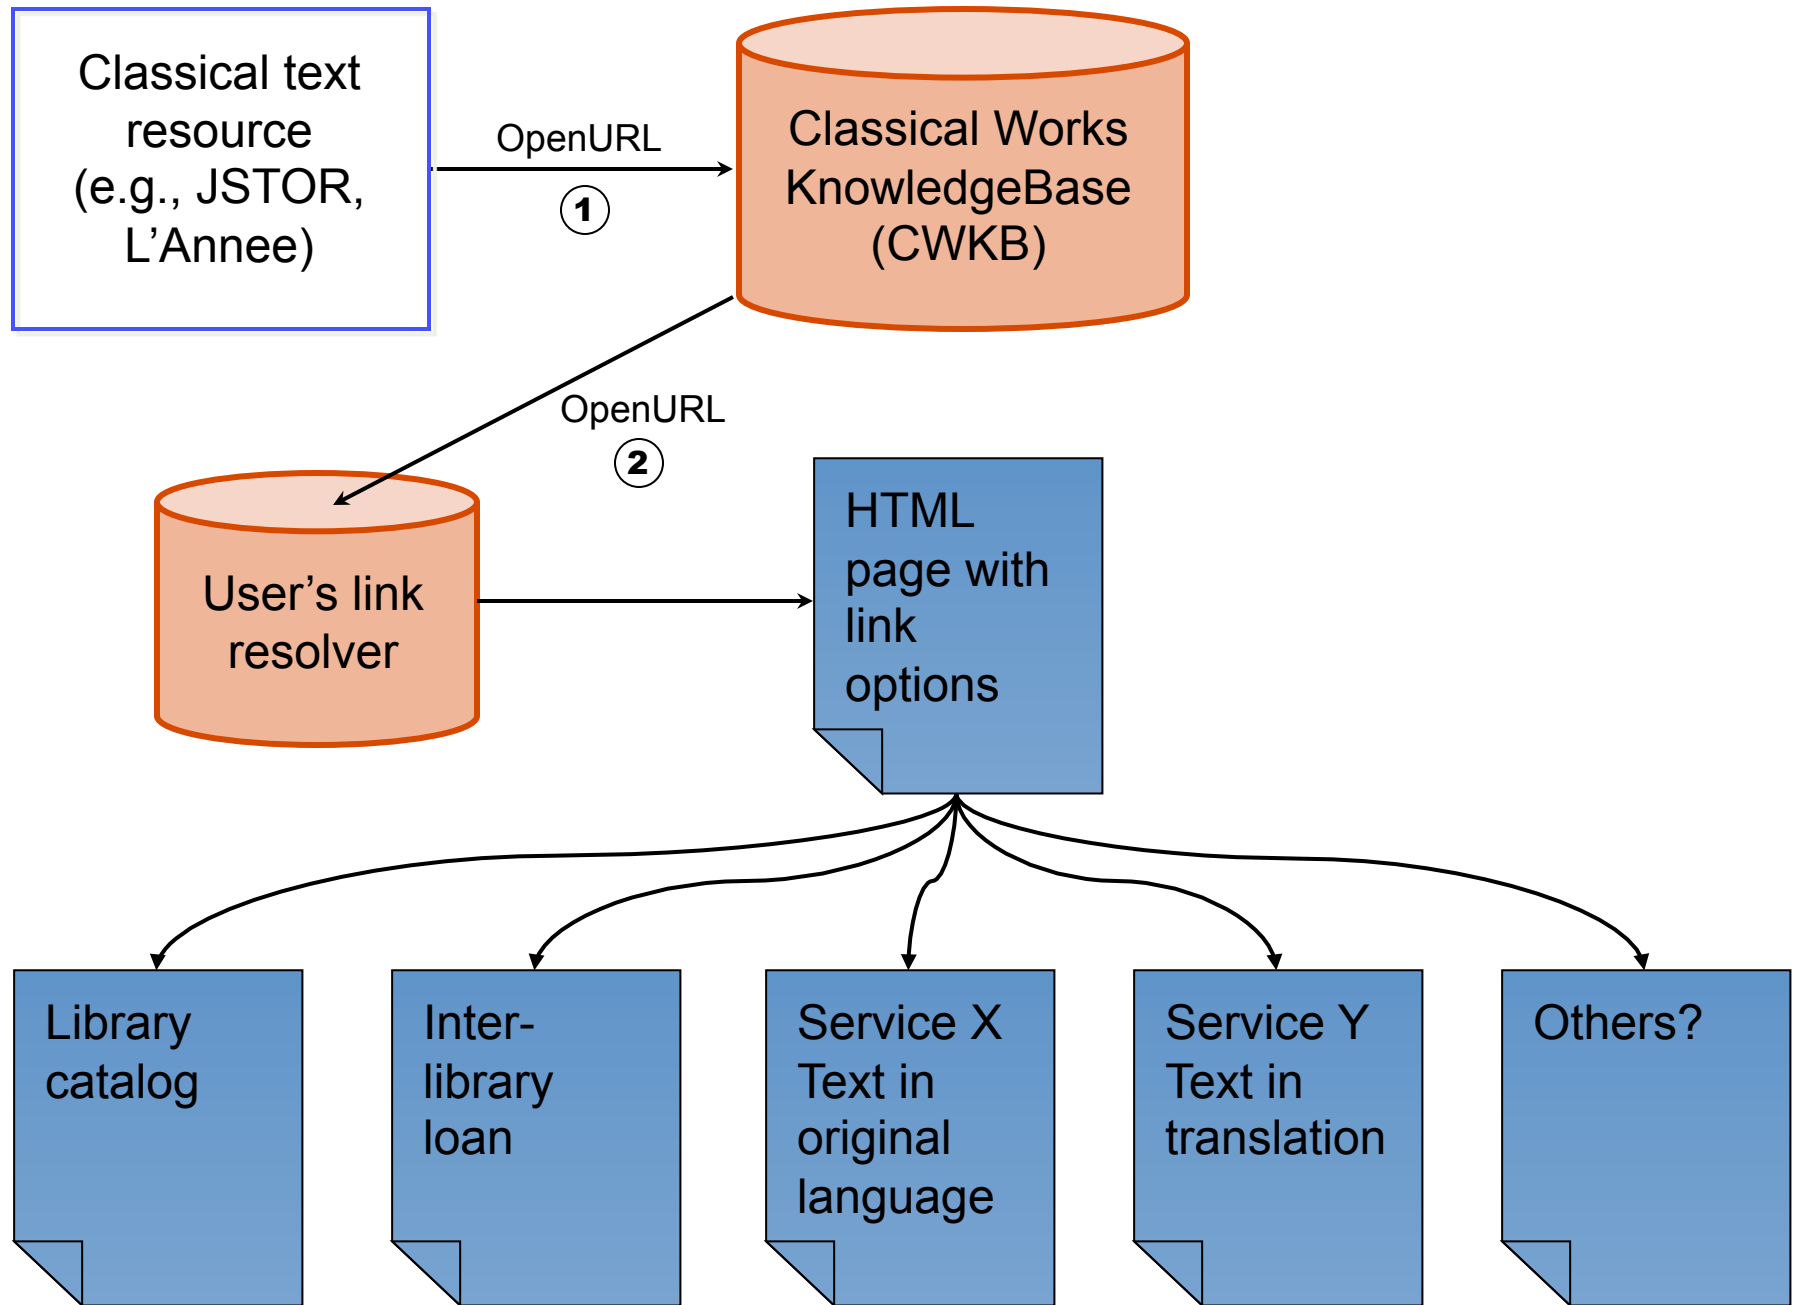 Classical text
resource
(e.g., JSTOR,
L’Annee)
OpenURL
1
Classical Works
KnowledgeBase
(CWKB)
OpenURL
2
User’s link
resolver
HTML
page with
link
options
Library
catalog
Inter-
library
loan
Service X
Text in
original
language
Service Y
Text in
translation
Others?